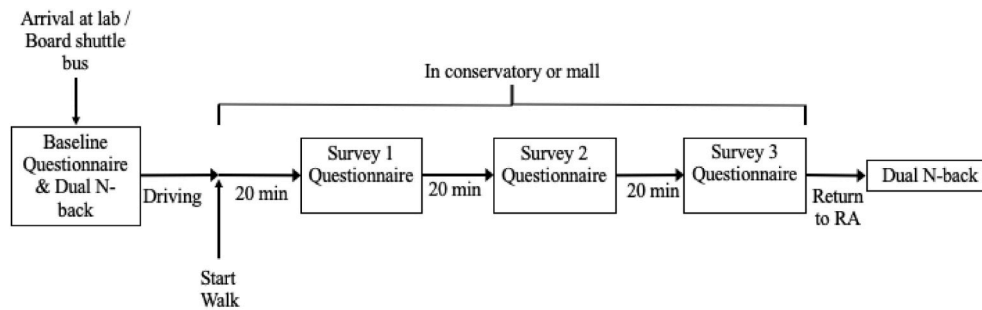 Arrival at lab /
Board shuttle
bus
In conservatory or mall
Baseline
Questionnaire
& Dual N-
back
Driving
20 min
Survey 1
Questionnaire
20 min
Survey 2
Questionnaire
20 min
Survey 3
Questionnaire
Return
to RA
Dual N-back
Start
Walk